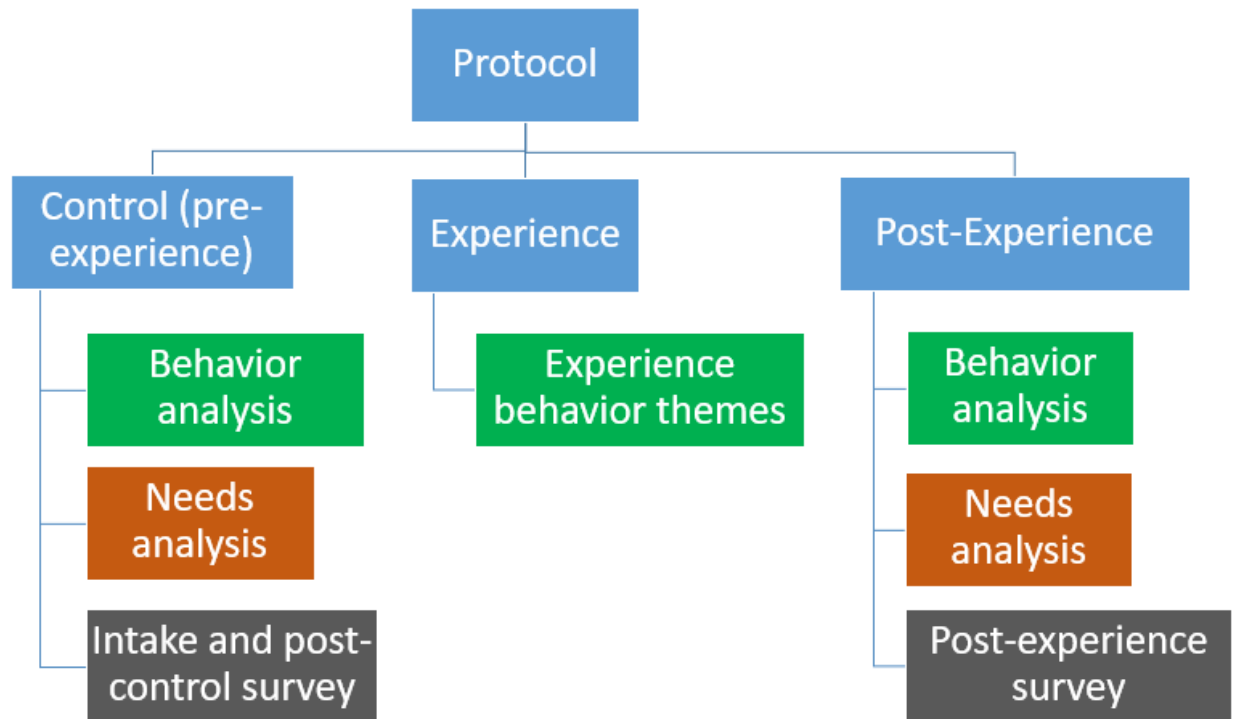 Protocol
Control (pre-
experience)
Experience
Post-Experience
Behavior
analysis
Needs
analysis
Intake and post-
control survey
Experience
behavior themes
Behavior
analysis
Needs
analysis
Post-experience
survey